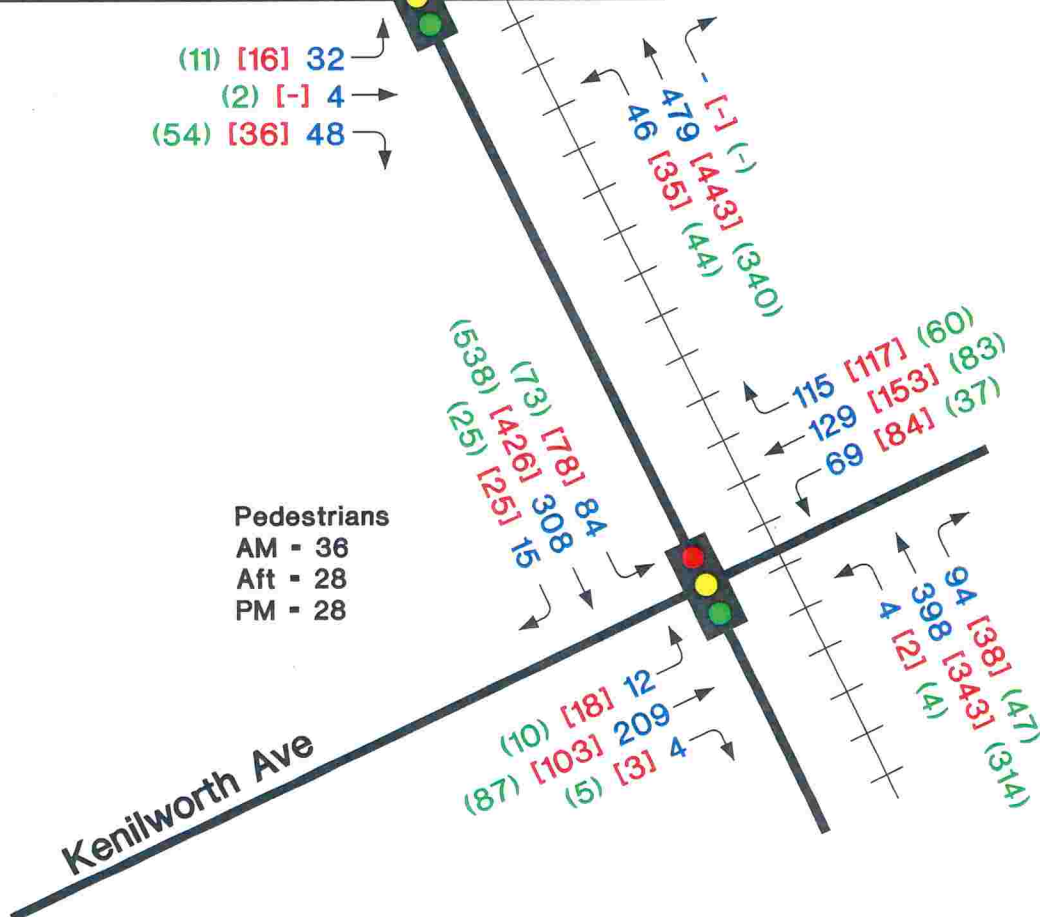 (11) [16] 32
(2) [-] 4
(54) [36] 48
- [-] (-)
479 [443] (340)
46 [35] (44)
115 [117] (60)
129 [153] (83)
69 [84] (37)
(73) [78] 84
(538) [426] 308
(25) [25] 15
Pedestrians
AM - 36
Aft - 28
PM - 28
94 [38] (47)
398 [343] (314)
4 [2] (4)
(10) [18] 12
(87) [103] 209
(5) [3] 4
Kenilworth Ave